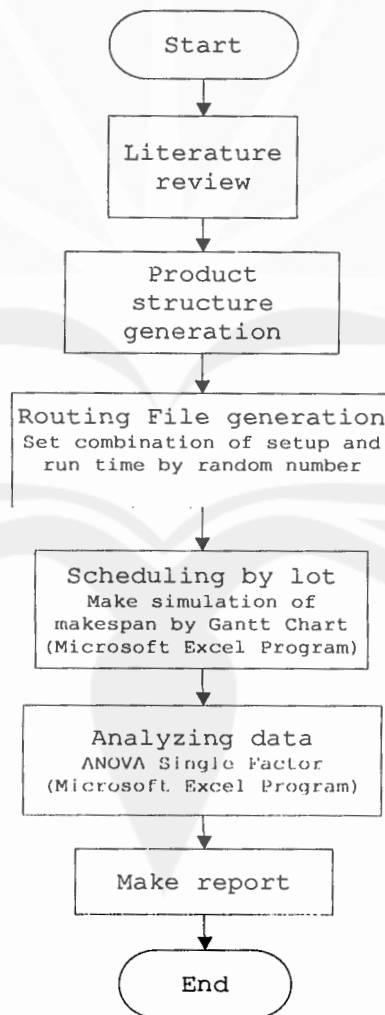 Start
Literature
review
Product
structure
generation
Routing File generation
Set combination of setup and
run time by random number
Scheduling by lot
Make simulation of
makespan by Gantt Chart
(Microsoft Excel Program)
Analyzing data
ANOVA Single Factor
(Microsoft Excel Program)
Make report
End